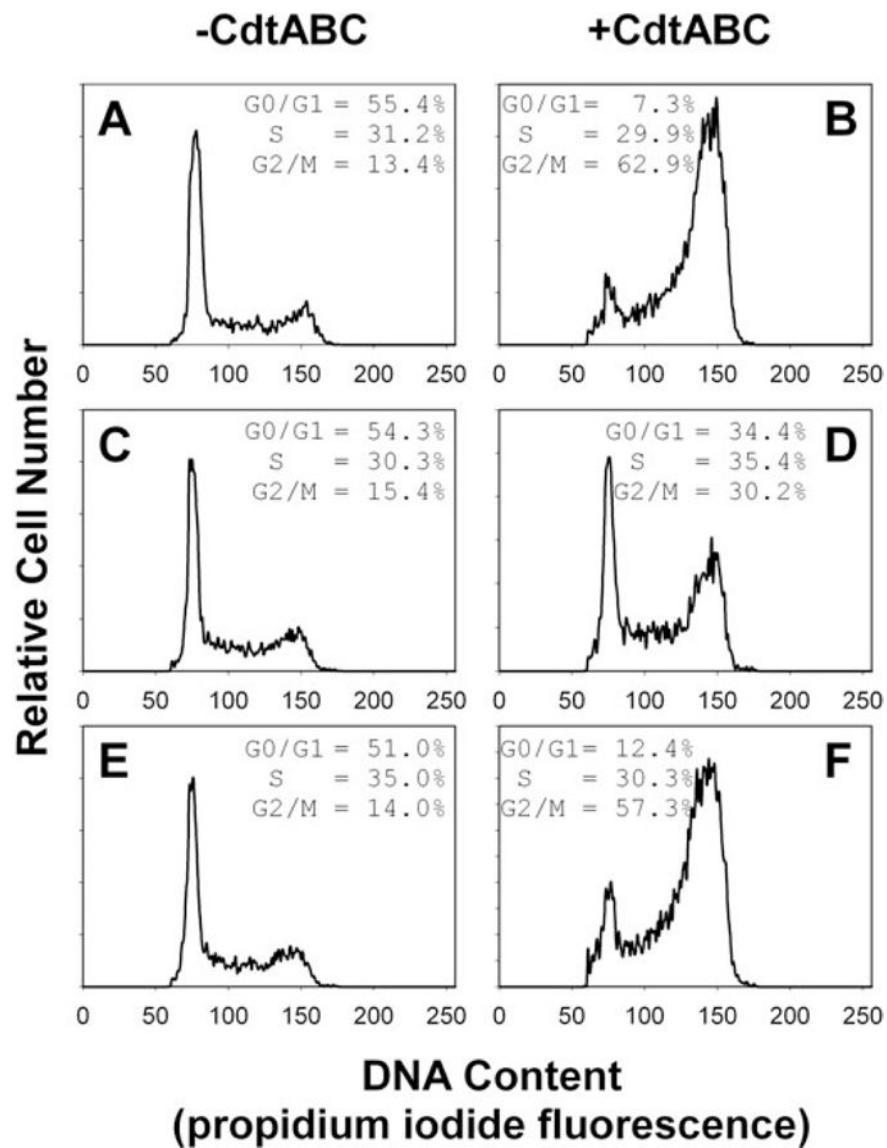 -CdtABC
+CdtABC
A
G0/G1 = 55.4%
S = 31.2%
G2/M = 13.4%
B
G0/G1= 7.3%
S = 29.9%
G2/M = 62.9%
0 50 100 150 200 250
0 50 100 150 200 250
C
G0/G1 = 54.3%
S = 30.3%
G2/M = 15.4%
D
G0/G1 = 34.4%
S = 35.4%
G2/M = 30.2%
0 50 100 150 200 250
0 50 100 150 200 250
E
G0/G1 = 51.0%
S = 35.0%
G2/M = 14.0%
F
G0/G1= 12.4%
S = 30.3%
G2/M = 57.3%
0 50 100 150 200 250
0 50 100 150 200 250
Relative Cell Number
DNA Content
(propidium iodide fluorescence)